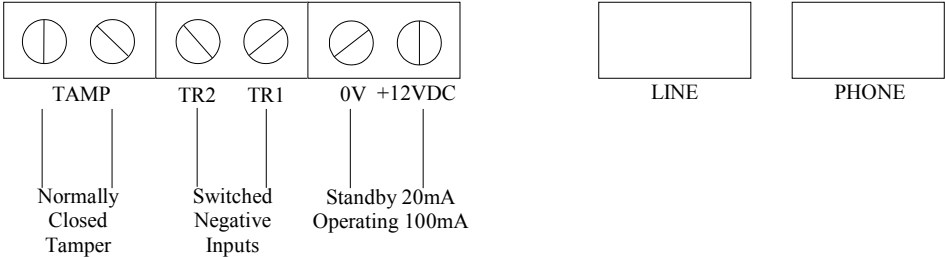 TAMP TR2 TR1 0V +12VDC LINE PHONE
Normally
Closed
Tamper
Switched
Negative
Inputs
Standby 20mA
Operating 100mA